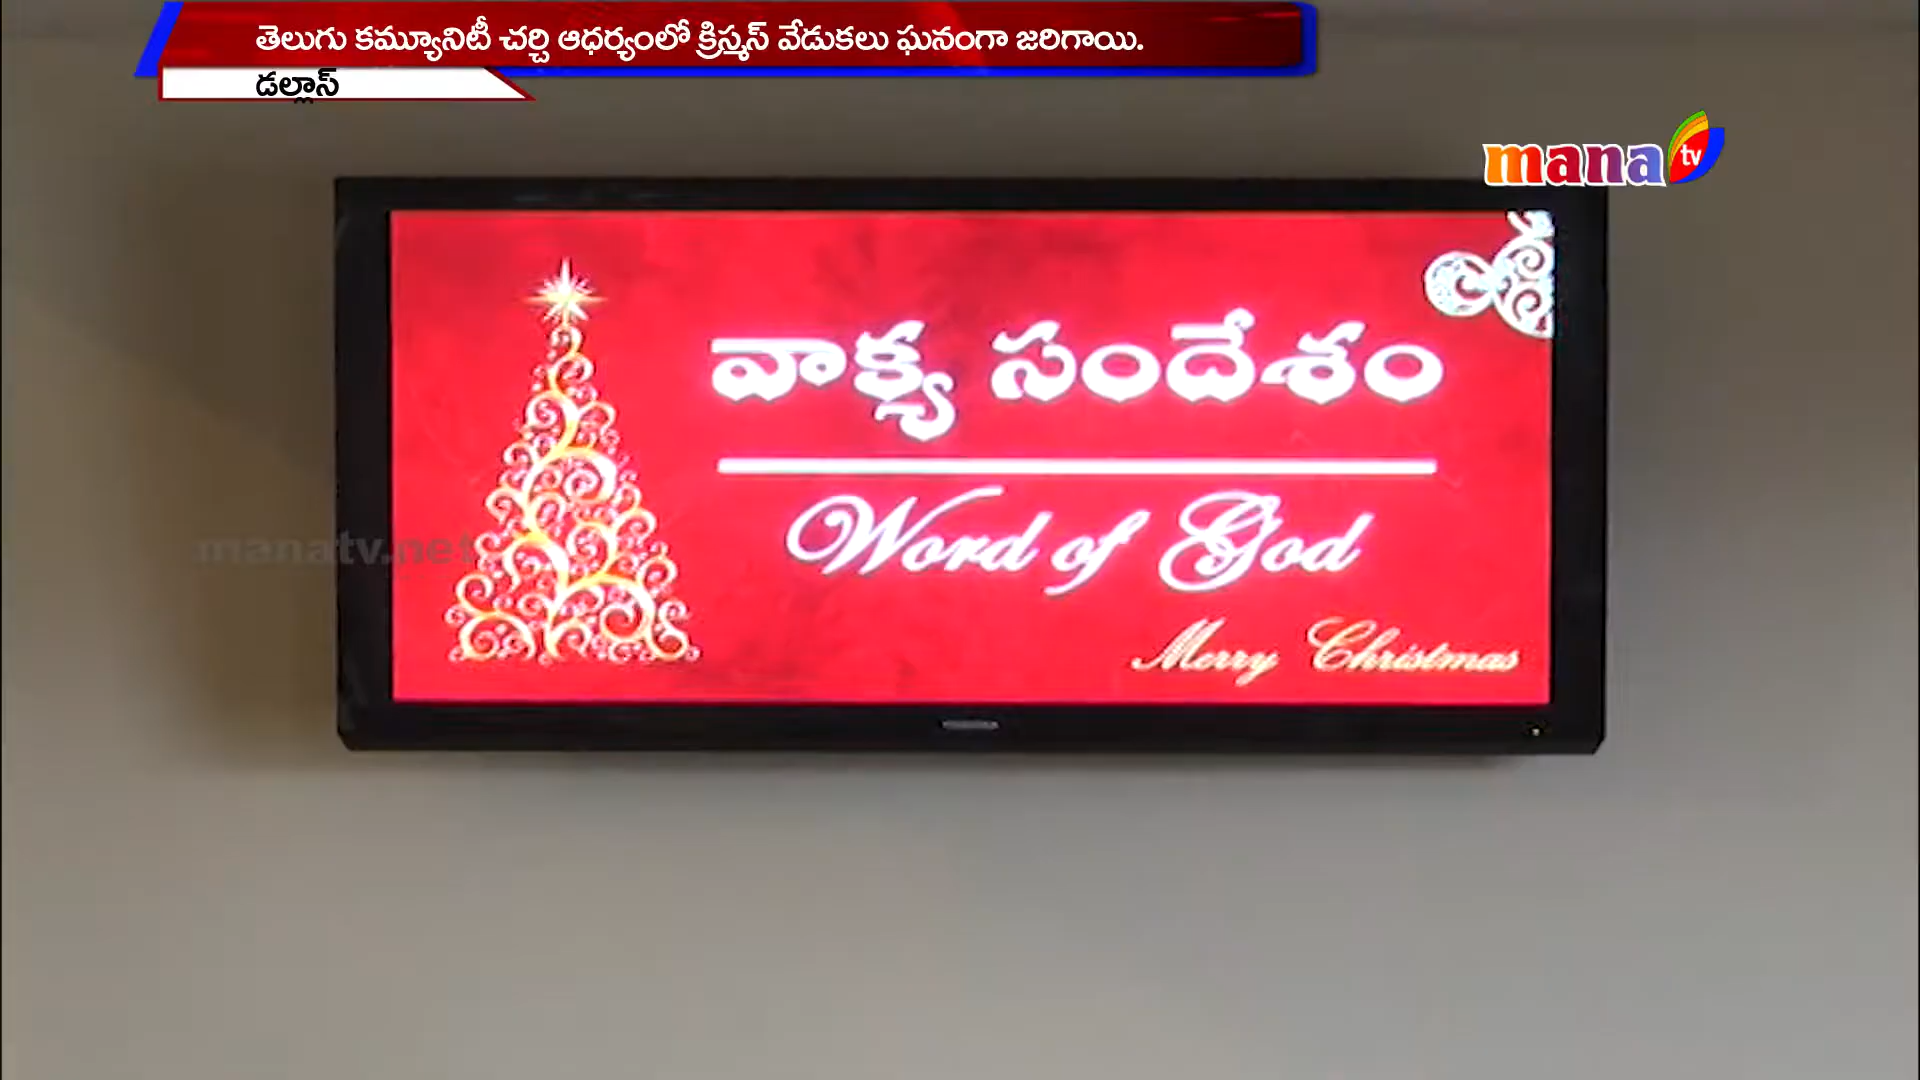 తెలుగు కమ్యూనిటీ చర్చి ఆధర్యంలో క్రిస్మస్ వేడుకలు ఘనంగా జరిగాయి.
డల్లాస్
mana tv
వాక్య సందేశం
Word of God
manatv.net
Merry Christmas